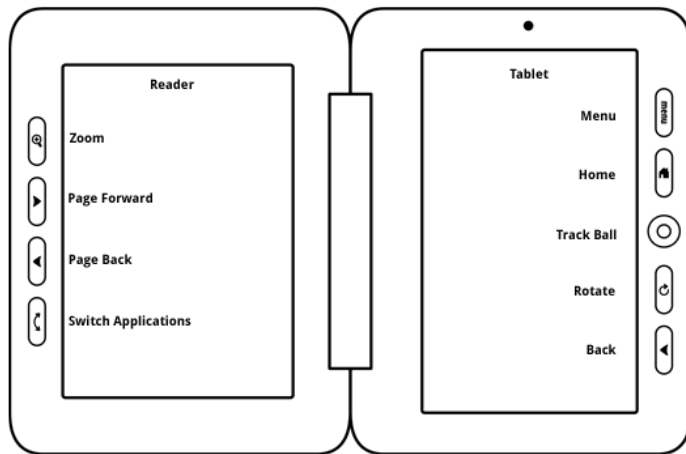 Reader
Zoom
Page Forward
Page Back
Switch Applications
Tablet
Menu
menu
Home
Track Ball
Rotate
Back